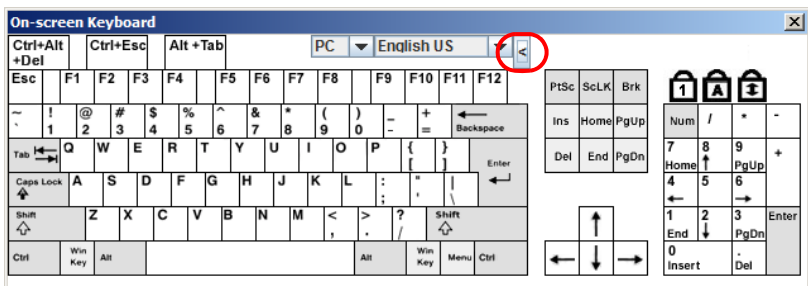 On-screen Keyboard X
Ctrl+Alt
+Del
Ctrl+Esc
Alt +Tab
PC English US <
Esc F1 F2 F3 F4 F5 F6 F7 F8 F9 F10 F11 F12
PtSc ScLK Brk
1 A
~ ! @ # $ % ^ & * ( ) _ +
` 1 2 3 4 5 6 7 8 9 0 - = Backspace
Ins Home PgUp
Num / * -
Tab Q W E R T Y U I O P { }
[ ] Enter
Del End PgDn
7 8 9 +
Home PgUp
Caps Lock A S D F G H J K L : " |
; ' \
4 5 6
Shift Z X C V B N M < > ? Shift
, . /
1 2 3 Enter
End PgDn
Ctrl Win Key Alt Alt Win Key Menu Ctrl
0 .
Insert Del